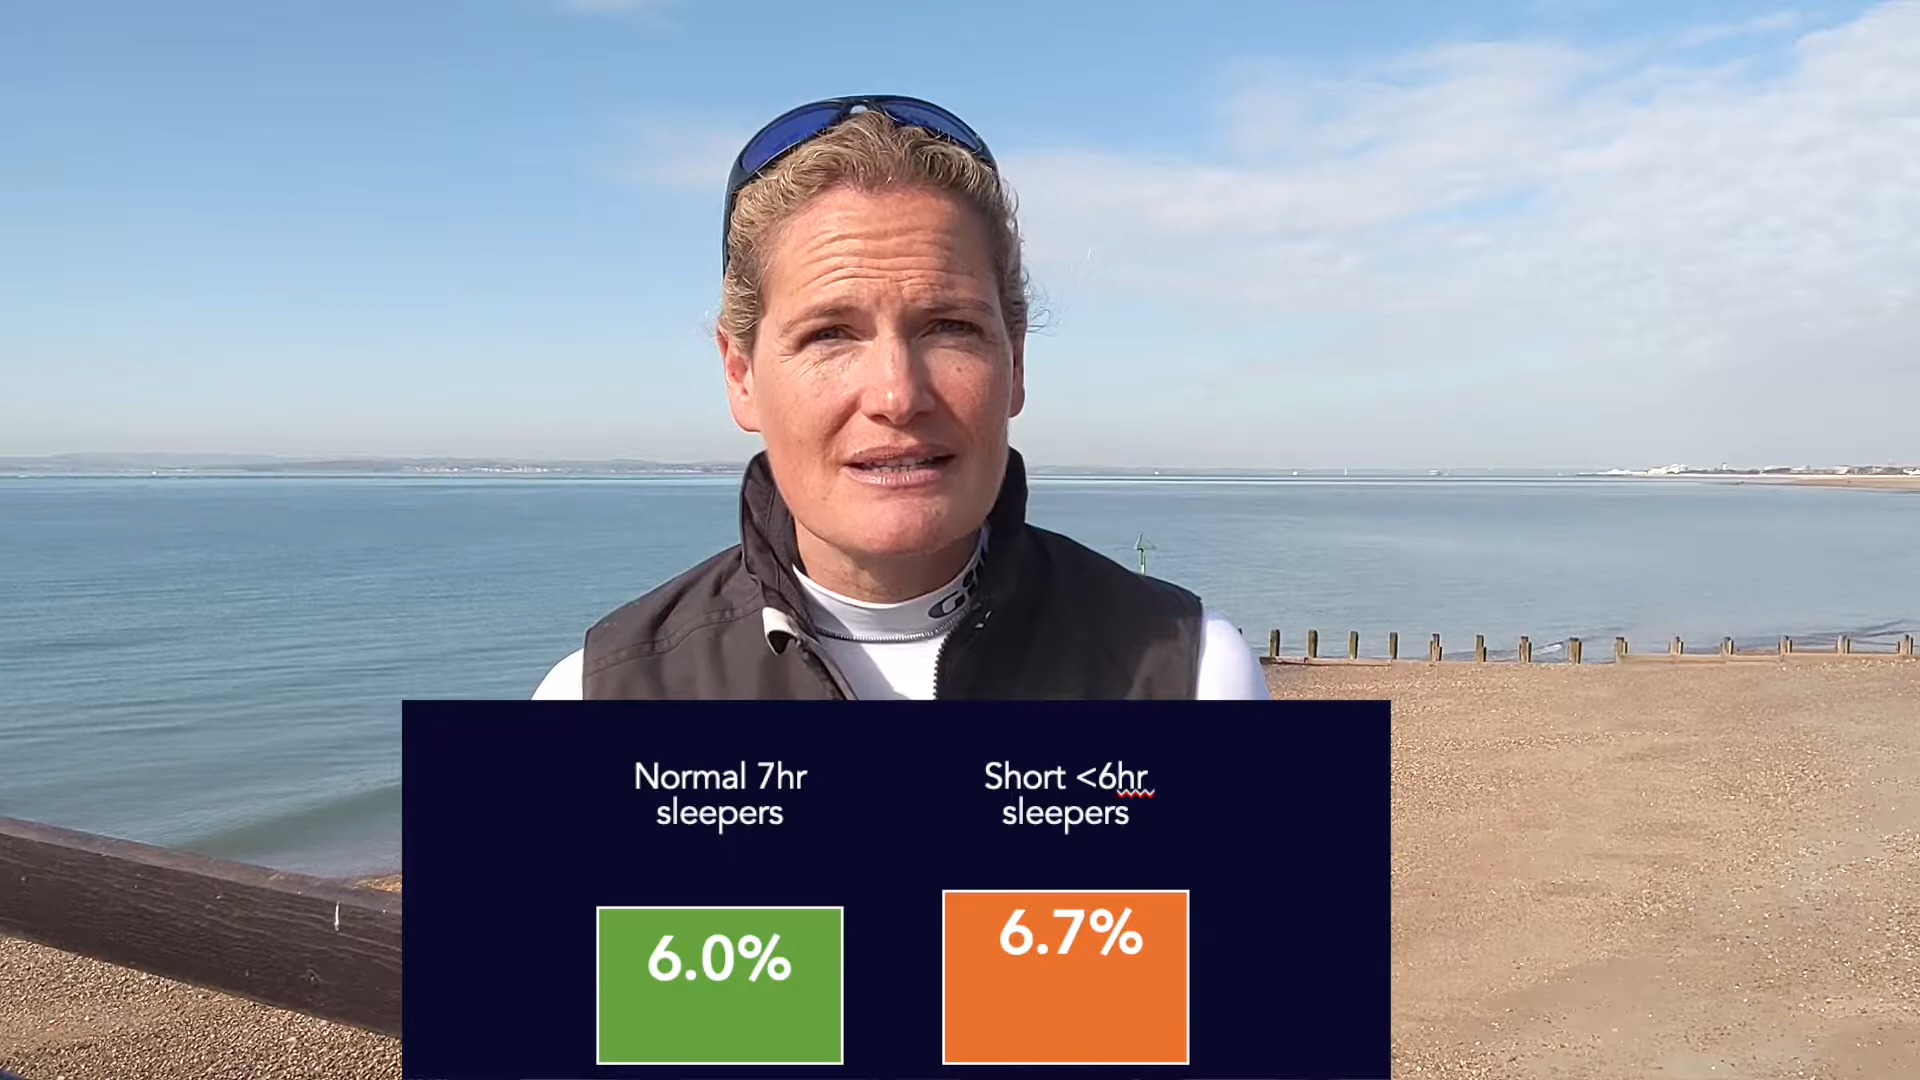 Normal 7hr
sleepers
Short <6hr
sleepers
6.0%
6.7%